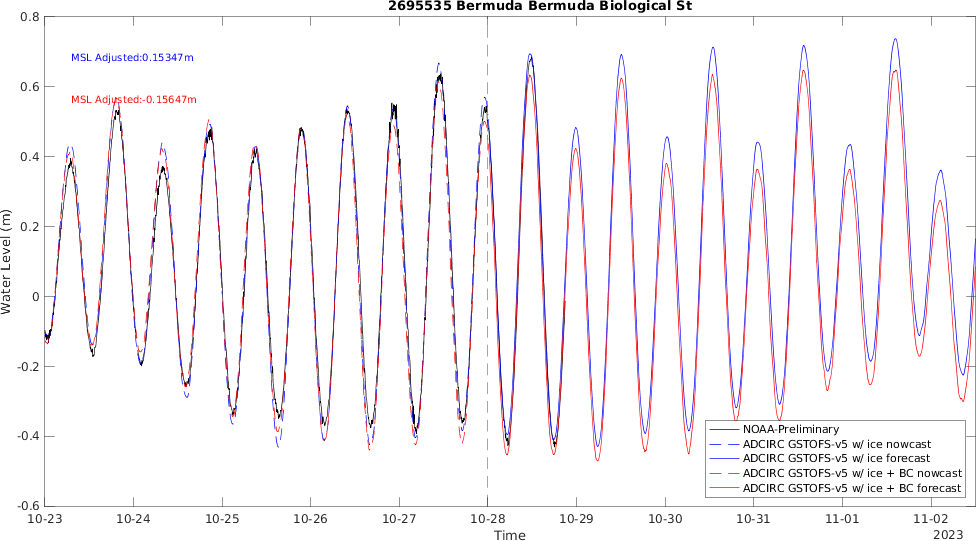 2695535 Bermuda Bermuda Biological St
0.8
MSL Adjusted:0.15347m
0.6
MSL Adjusted:-0.15647m
0.4
0.2
Water Level (m)
0
-0.2
-0.4
NOAA-Preliminary
ADCIRC GSTOFS-v5 w/ ice nowcast
ADCIRC GSTOFS-v5 w/ ice forecast
ADCIRC GSTOFS-v5 w/ ice + BC nowcast
ADCIRC GSTOFS-v5 w/ ice + BC forecast
-0.6
10-23 10-24 10-25 10-26 10-27 10-28 10-29 10-30 10-31 11-01 11-02
Time
2023